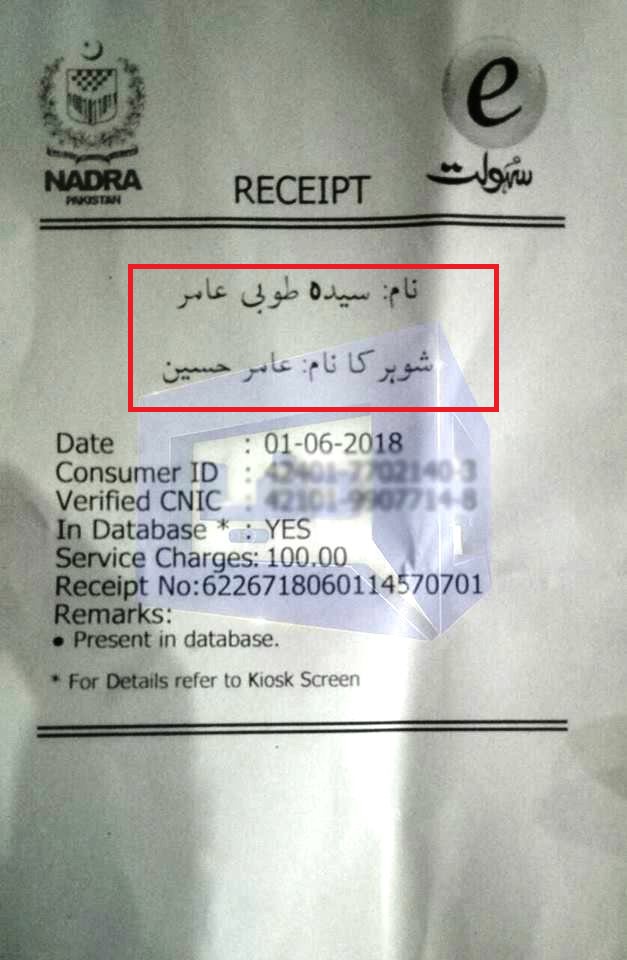 NADRA
PAKISTAN
RECEIPT
e
سہولت
نام: سیدہ طوبی عامر
شوہر کا نام: عامر حسین
Date : 01-06-2018
Consumer ID :
Verified CNIC :
In Database * : YES
Service Charges: 100.00
Receipt No:6226718060114570701
Remarks:
● Present in database.
* For Details refer to Kiosk Screen